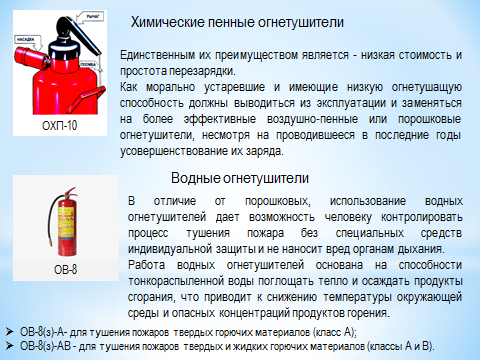 Химические пенные огнетушители
РЫЧАГ
НАСАДКА
ПЛОМБА
ОХП-10
Единственным их преимуществом является - низкая стоимость и
простота перезарядки.
Как морально устаревшие и имеющие низкую огнетушащую
способность должны выводиться из эксплуатации и заменяться
на более эффективные воздушно-пенные или порошковые
огнетушители, несмотря на проводившееся в последние годы
усовершенствование их заряда.
Водные огнетушители
ОВ-8
В отличие от порошковых, использование водных
огнетушителей дает возможность человеку контролировать
процесс тушения пожара без специальных средств
индивидуальной защиты и не наносит вред органам дыхания.
Работа водных огнетушителей основана на способности
тонкораспыленной воды поглощать тепло и осаждать продукты
сгорания, что приводит к снижению температуры окружающей
среды и опасных концентраций продуктов горения.
➢ ОВ-8(з)-А- для тушения пожаров твердых горючих материалов (класс А);
➢ ОВ-8(з)-АВ - для тушения пожаров твердых и жидких горючих материалов (классы А и В).